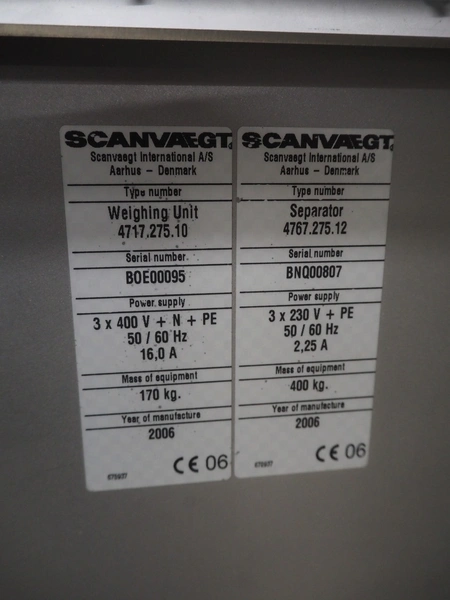 SCANVAEGT
Scanvaegt International A/S
Aarhus - Denmark
Type number
Weighing Unit
4717.275.10
Serial number
BOE00095
Power supply
3 x 400 V + N + PE
50 / 60 Hz
16,0 A
Mass of equipment
170 kg.
Year of manufacture
2006
CE 06
SCANVAEGT
Scanvaegt International A/S
Aarhus - Denmark
Type number
Separator
4767.275.12
Serial number
BNQ00807
Power supply
3 x 230 V + PE
50 / 60 Hz
2,25 A
Mass of equipment
400 kg.
Year of manufacture
2006
CE 06